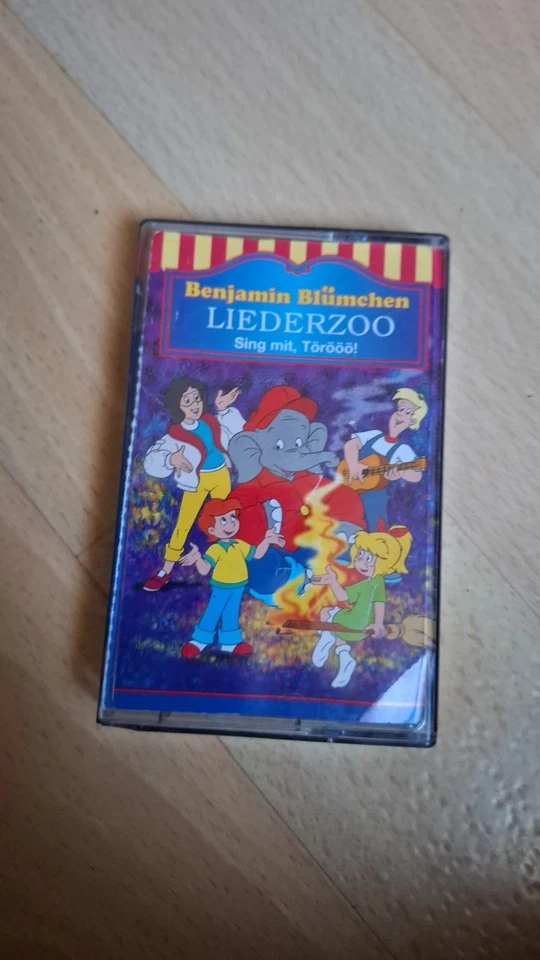 Benjamin Blümchen
LIEDERZOO
Sing mit, Törööö!